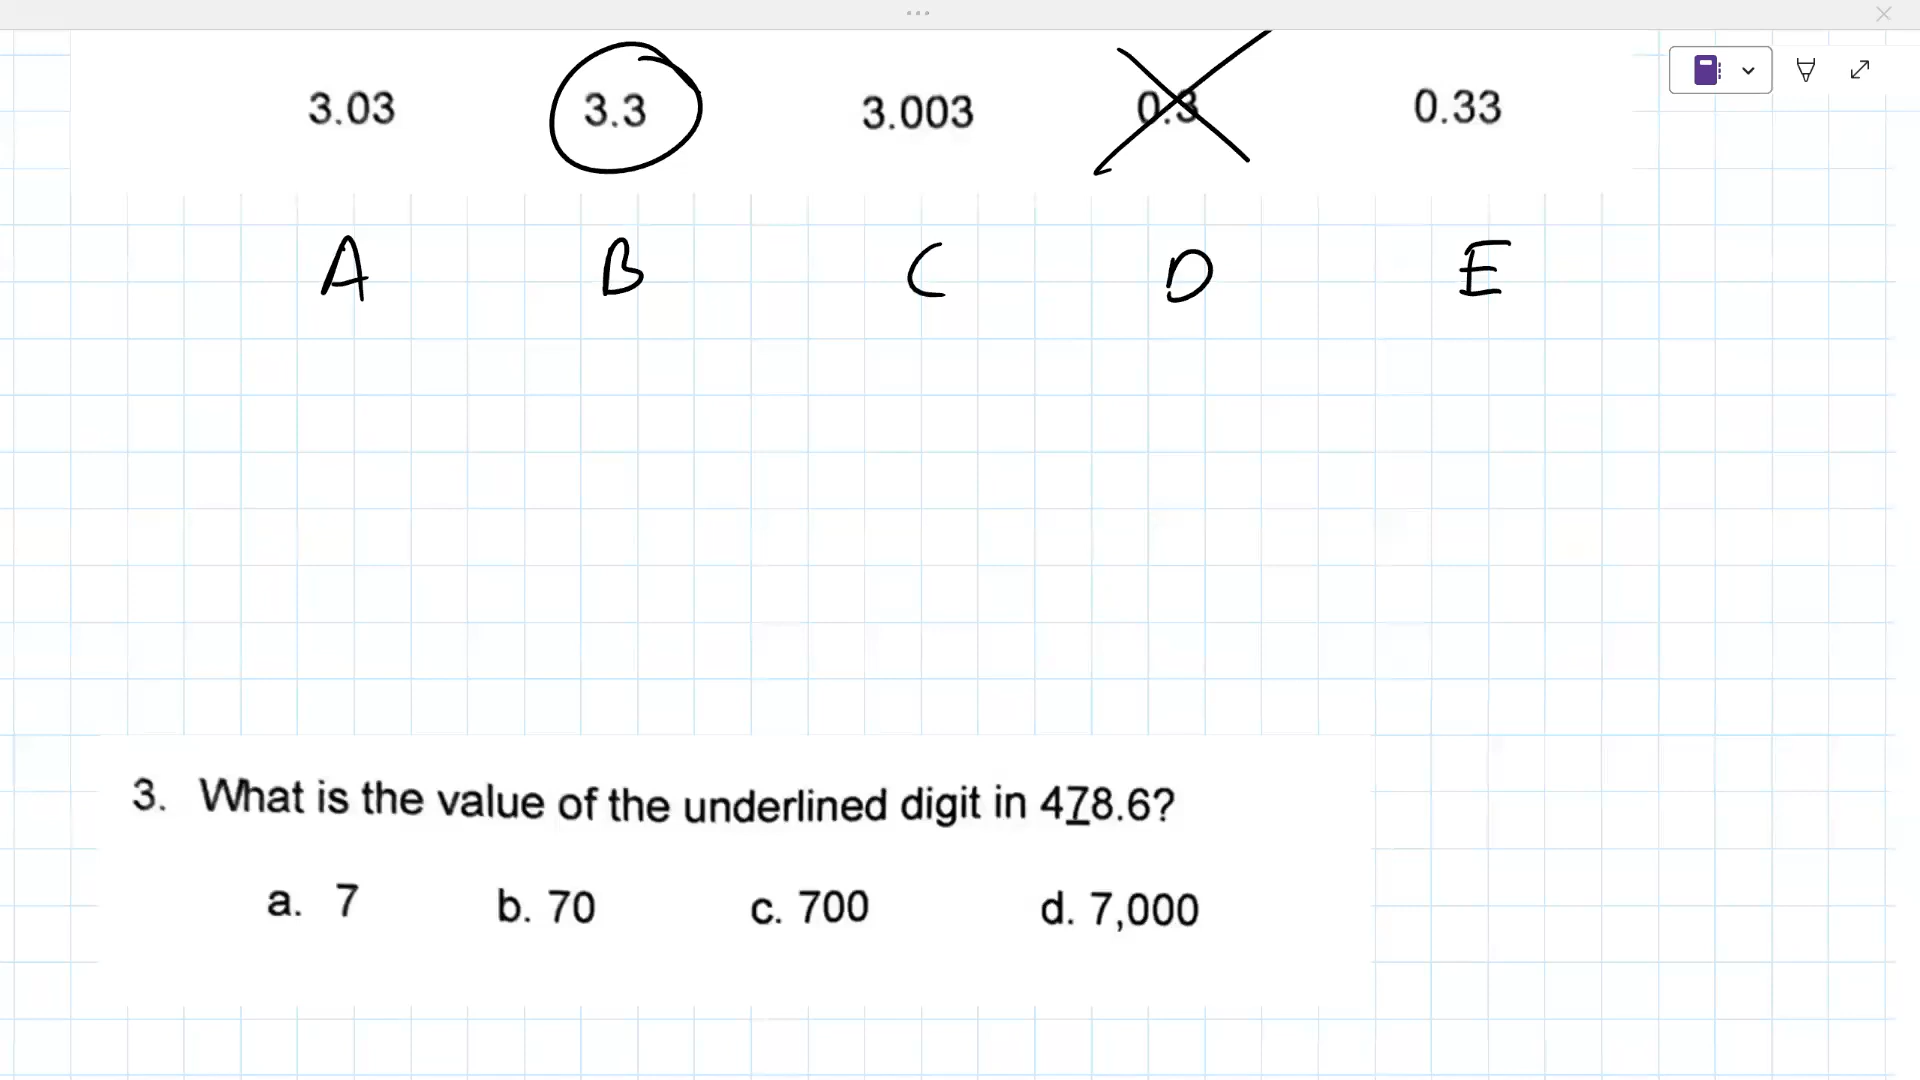 3.03 3.3 3.003 0.3 0.33
A B C D E
3. What is the value of the underlined digit in 478.6?
a. 7 b. 70 c. 700 d. 7,000